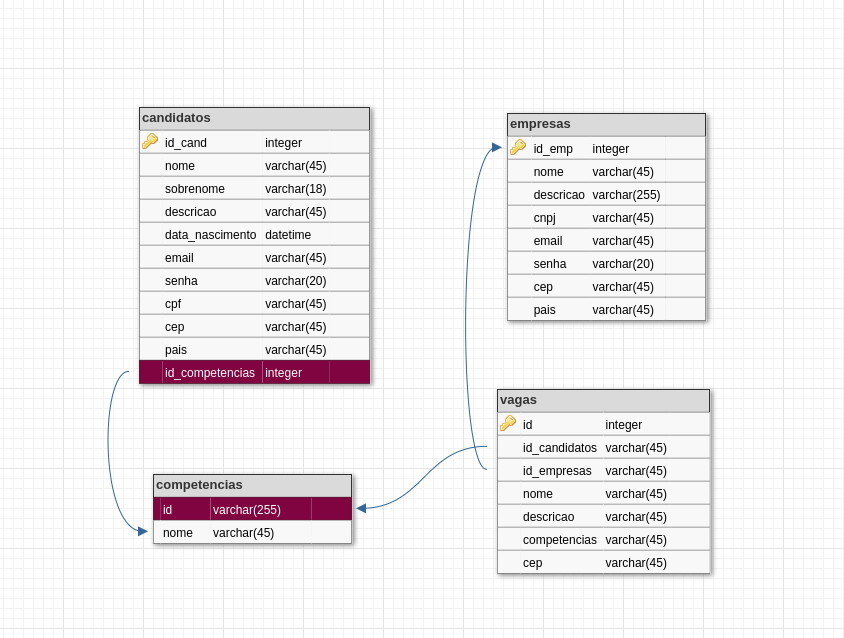 candidatos
id_cand integer
nome varchar(45)
sobrenome varchar(18)
descricao varchar(45)
data_nascimento datetime
email varchar(45)
senha varchar(20)
cpf varchar(45)
cep varchar(45)
pais varchar(45)
id_competencias integer
empresas
id_emp integer
nome varchar(45)
descricao varchar(255)
cnpj varchar(45)
email varchar(45)
senha varchar(20)
cep varchar(45)
pais varchar(45)
competencias
id varchar(255)
nome varchar(45)
vagas
id integer
id_candidatos varchar(45)
id_empresas varchar(45)
nome varchar(45)
descricao varchar(45)
competencias varchar(45)
cep varchar(45)